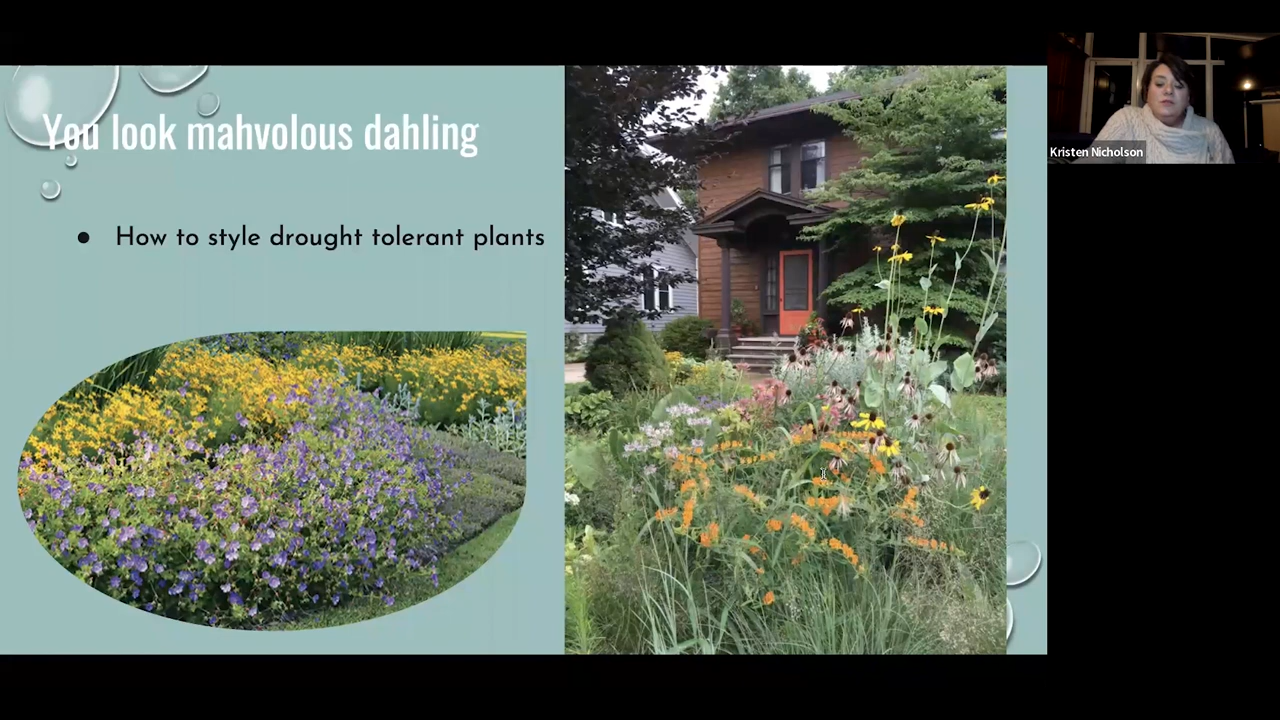 You look mahvolous dahling
● How to style drought tolerant plants
Kristen Nicholson